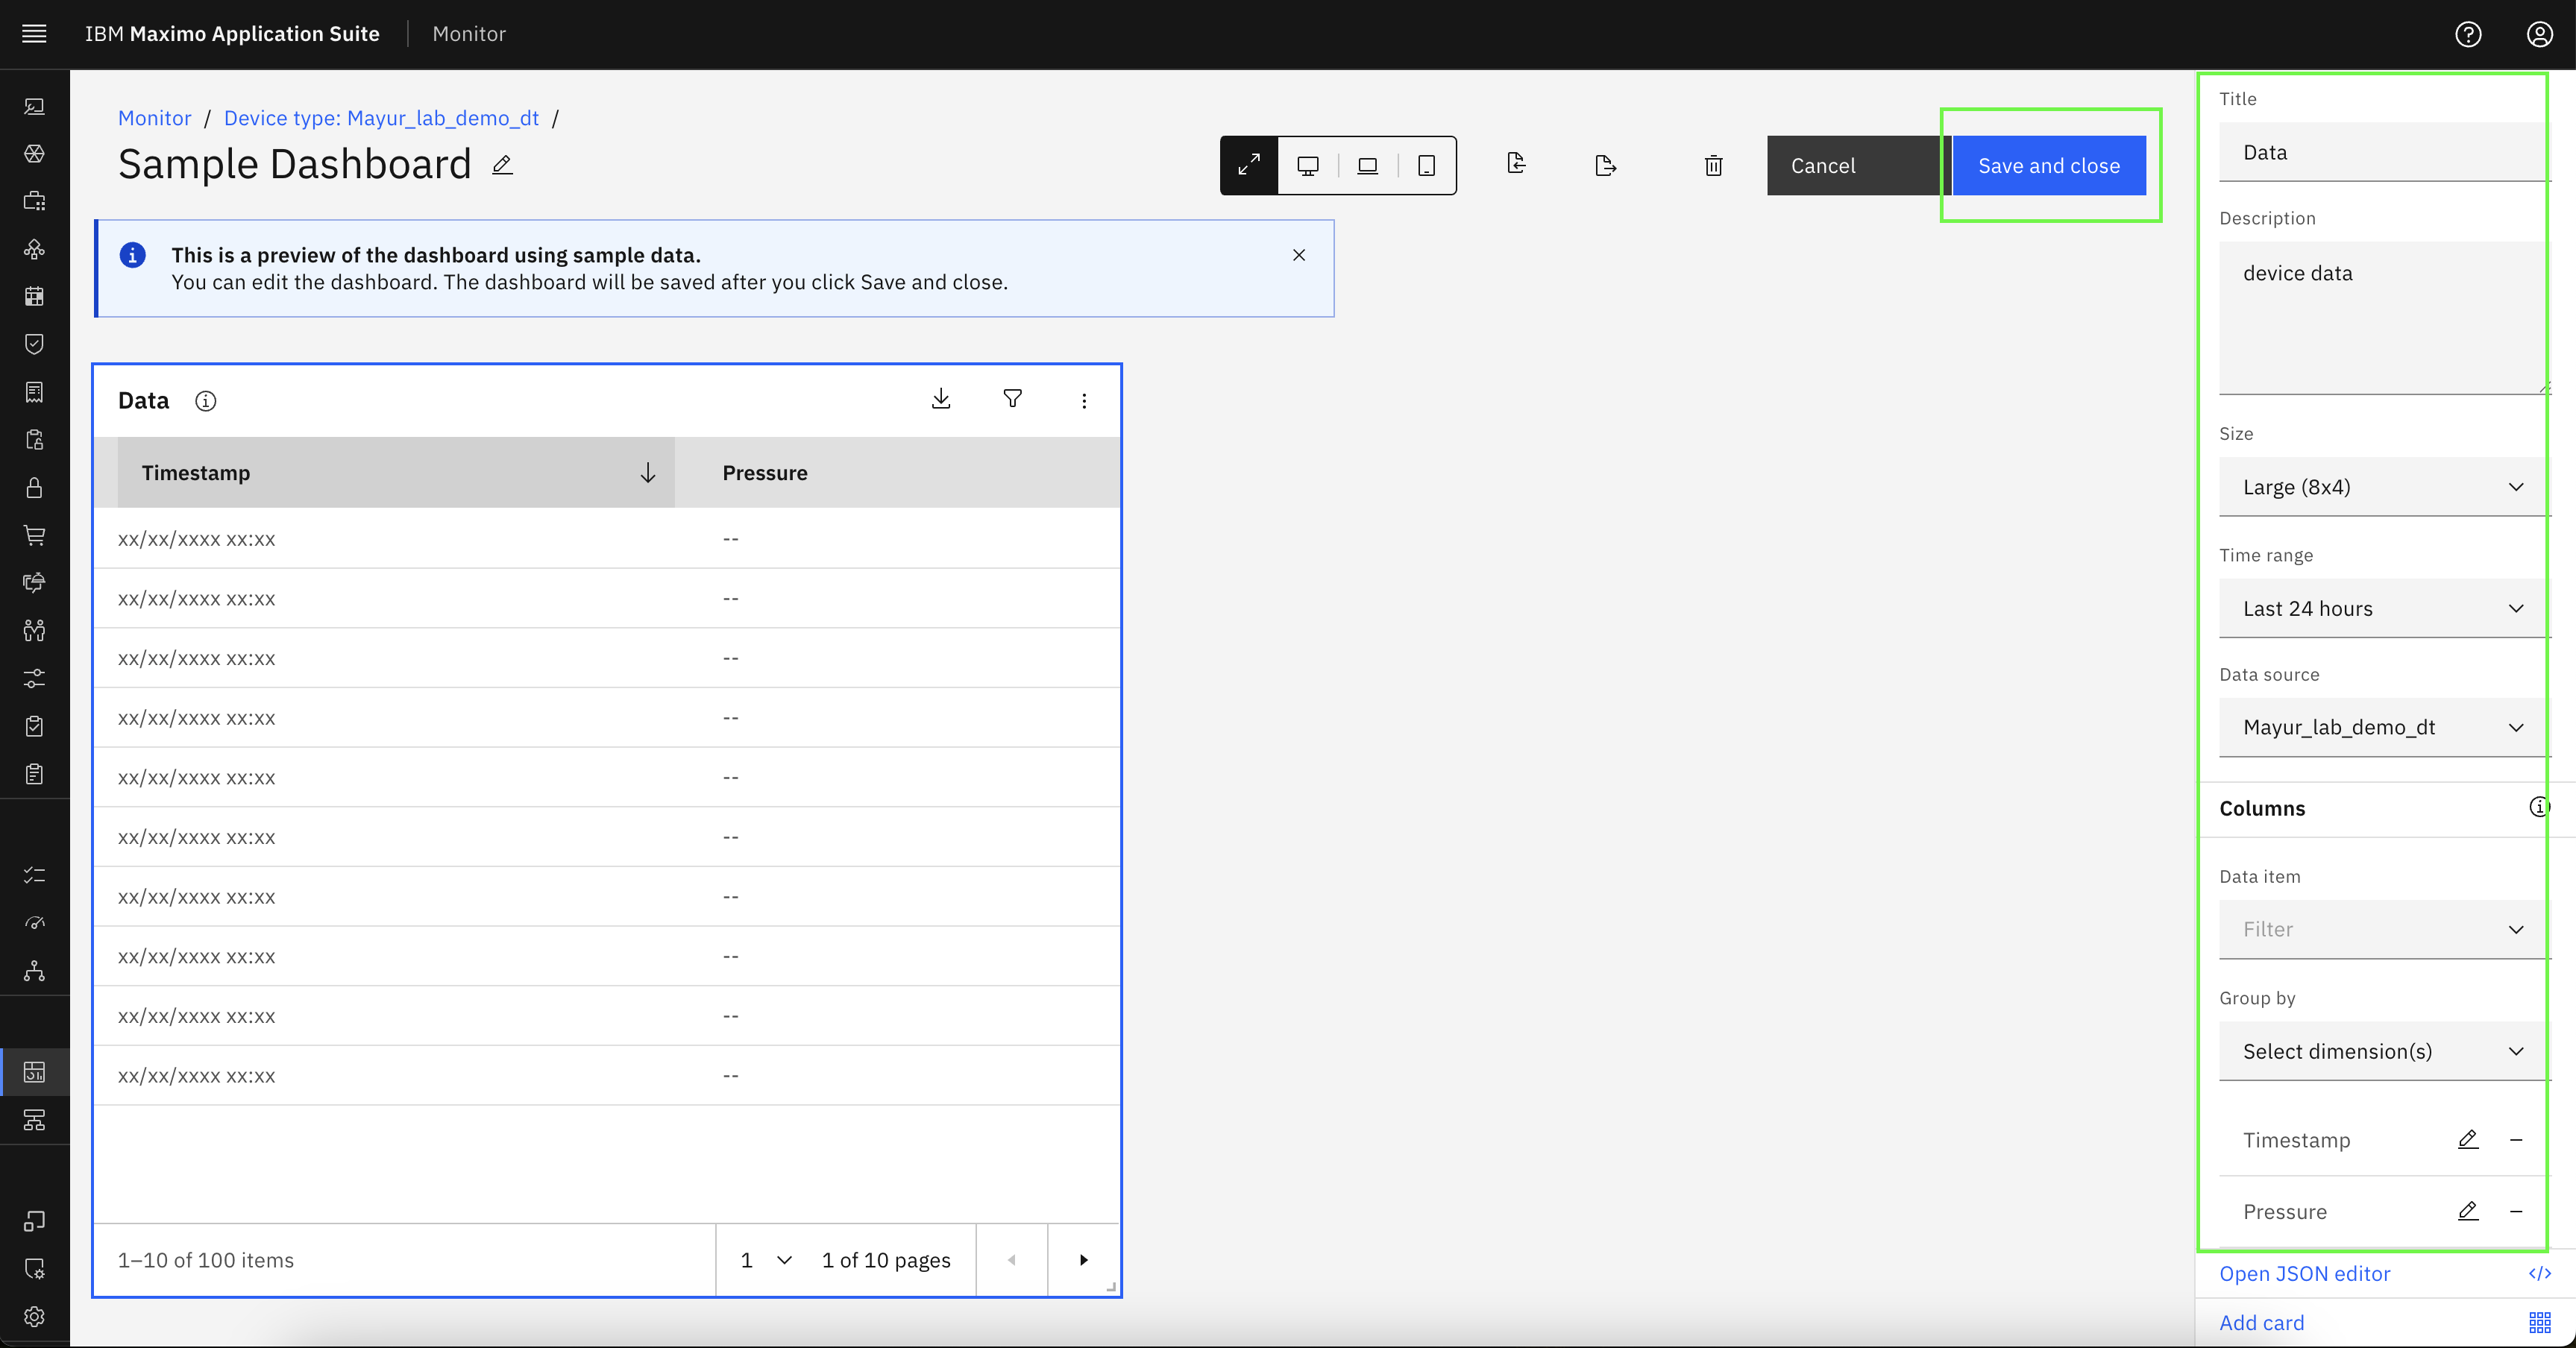 IBM Maximo Application Suite | Monitor
Monitor / Device type: Mayur_lab_demo_dt /
Sample Dashboard
Cancel
Save and close
This is a preview of the dashboard using sample data.
You can edit the dashboard. The dashboard will be saved after you click Save and close.
Data
Timestamp Pressure
xx/xx/xxxx xx:xx --
xx/xx/xxxx xx:xx --
xx/xx/xxxx xx:xx --
xx/xx/xxxx xx:xx --
xx/xx/xxxx xx:xx --
xx/xx/xxxx xx:xx --
xx/xx/xxxx xx:xx --
xx/xx/xxxx xx:xx --
xx/xx/xxxx xx:xx --
xx/xx/xxxx xx:xx --
1–10 of 100 items 1 1 of 10 pages
Title
Data
Description
device data
Size
Large (8x4)
Time range
Last 24 hours
Data source
Mayur_lab_demo_dt
Columns
Data item
Filter
Group by
Select dimension(s)
Timestamp
Pressure
Open JSON editor </>
Add card